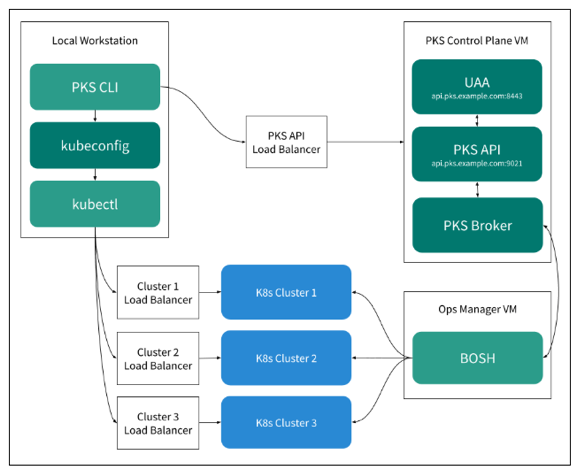 Local Workstation
PKS CLI
kubeconfig
kubectl
PKS API
Load Balancer
PKS Control Plane VM
UAA
api.pks.example.com:8443
PKS API
api.pks.example.com:9021
PKS Broker
Cluster 1
Load Balancer
K8s Cluster 1
Cluster 2
Load Balancer
K8s Cluster 2
Cluster 3
Load Balancer
K8s Cluster 3
Ops Manager VM
BOSH